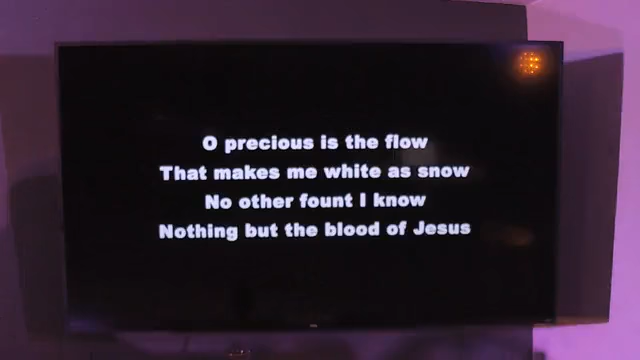 O precious is the flow
That makes me white as snow
No other fount I know
Nothing but the blood of Jesus